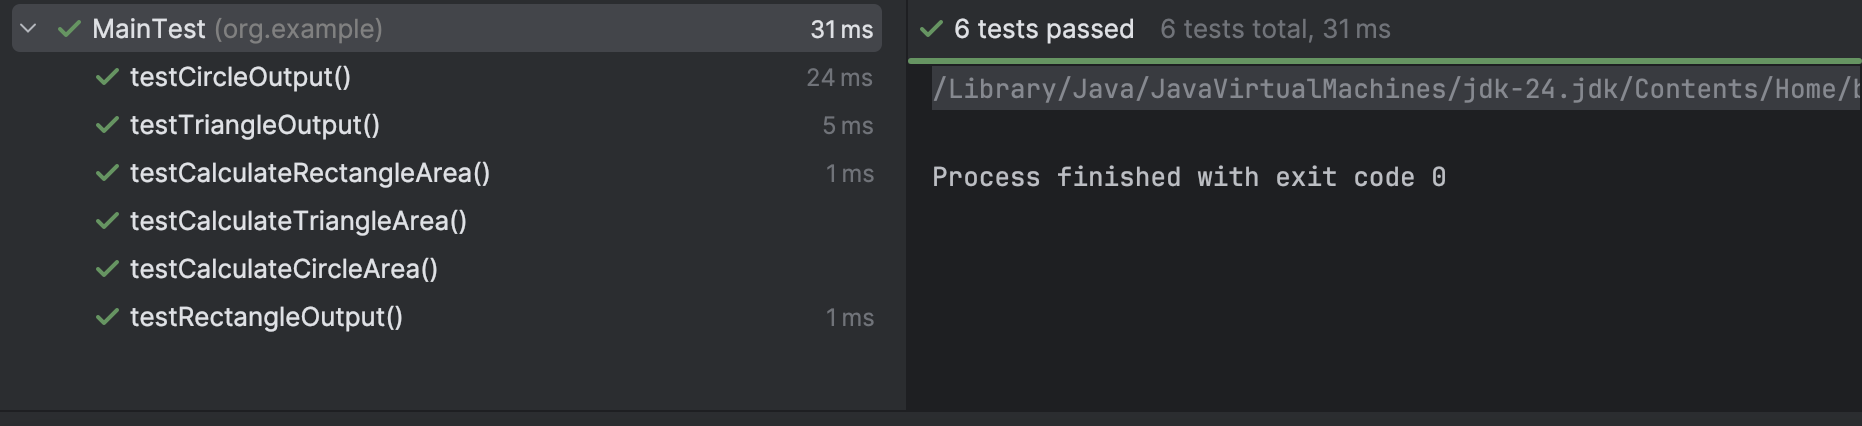 MainTest (org.example) 31 ms
testCircleOutput() 24 ms
testTriangleOutput() 5 ms
testCalculateRectangleArea() 1 ms
testCalculateTriangleArea()
testCalculateCircleArea()
testRectangleOutput() 1 ms
6 tests passed 6 tests total, 31 ms
/Library/Java/JavaVirtualMachines/jdk-24.jdk/Contents/Home/
Process finished with exit code 0